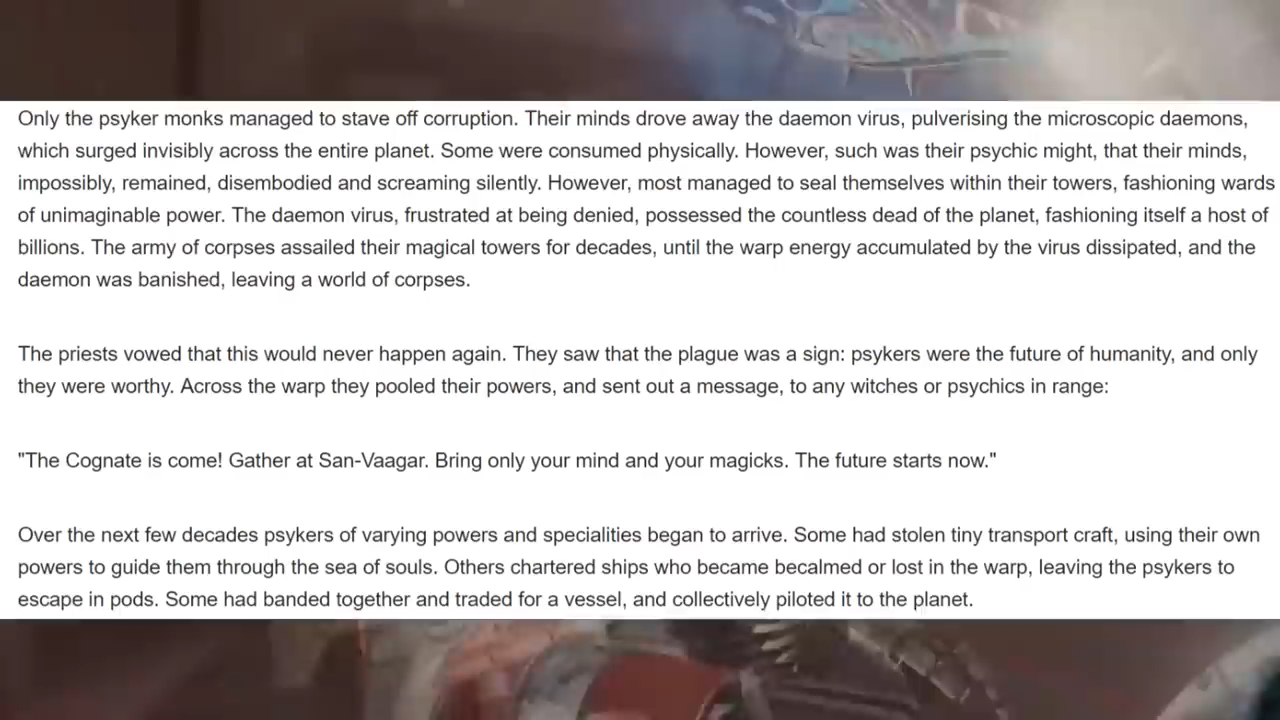 Only the psyker monks managed to stave off corruption. Their minds drove away the daemon virus, pulverising the microscopic daemons,
which surged invisibly across the entire planet. Some were consumed physically. However, such was their psychic might, that their minds,
impossibly, remained, disembodied and screaming silently. However, most managed to seal themselves within their towers, fashioning wards
of unimaginable power. The daemon virus, frustrated at being denied, possessed the countless dead of the planet, fashioning itself a host of
billions. The army of corpses assailed their magical towers for decades, until the warp energy accumulated by the virus dissipated, and the
daemon was banished, leaving a world of corpses.
The priests vowed that this would never happen again. They saw that the plague was a sign: psykers were the future of humanity, and only
they were worthy. Across the warp they pooled their powers, and sent out a message, to any witches or psychics in range:
"The Cognate is come! Gather at San-Vaagar. Bring only your mind and your magicks. The future starts now."
Over the next few decades psykers of varying powers and specialities began to arrive. Some had stolen tiny transport craft, using their own
powers to guide them through the sea of souls. Others chartered ships who became becalmed or lost in the warp, leaving the psykers to
escape in pods. Some had banded together and traded for a vessel, and collectively piloted it to the planet.